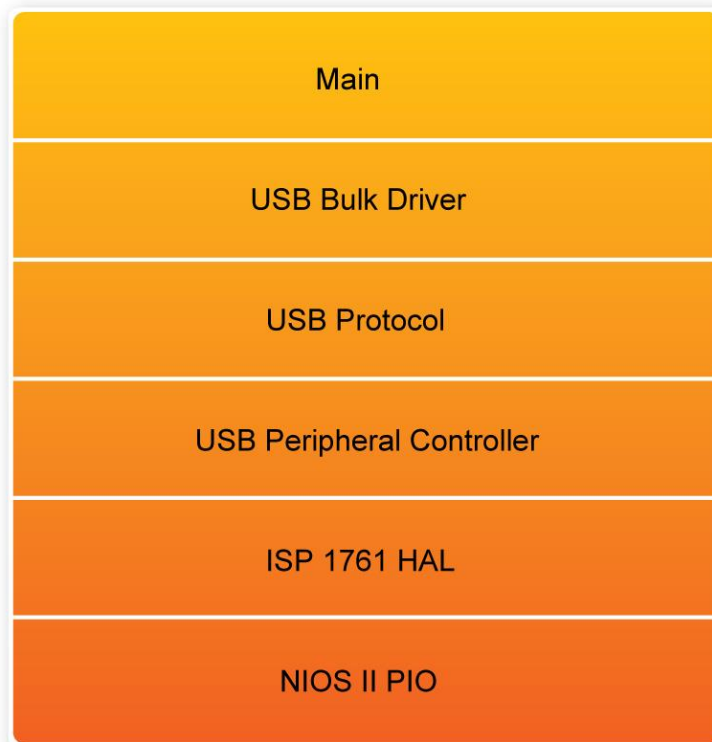 Main
USB Bulk Driver
USB Protocol
USB Peripheral Controller
ISP 1761 HAL
NIOS II PIO